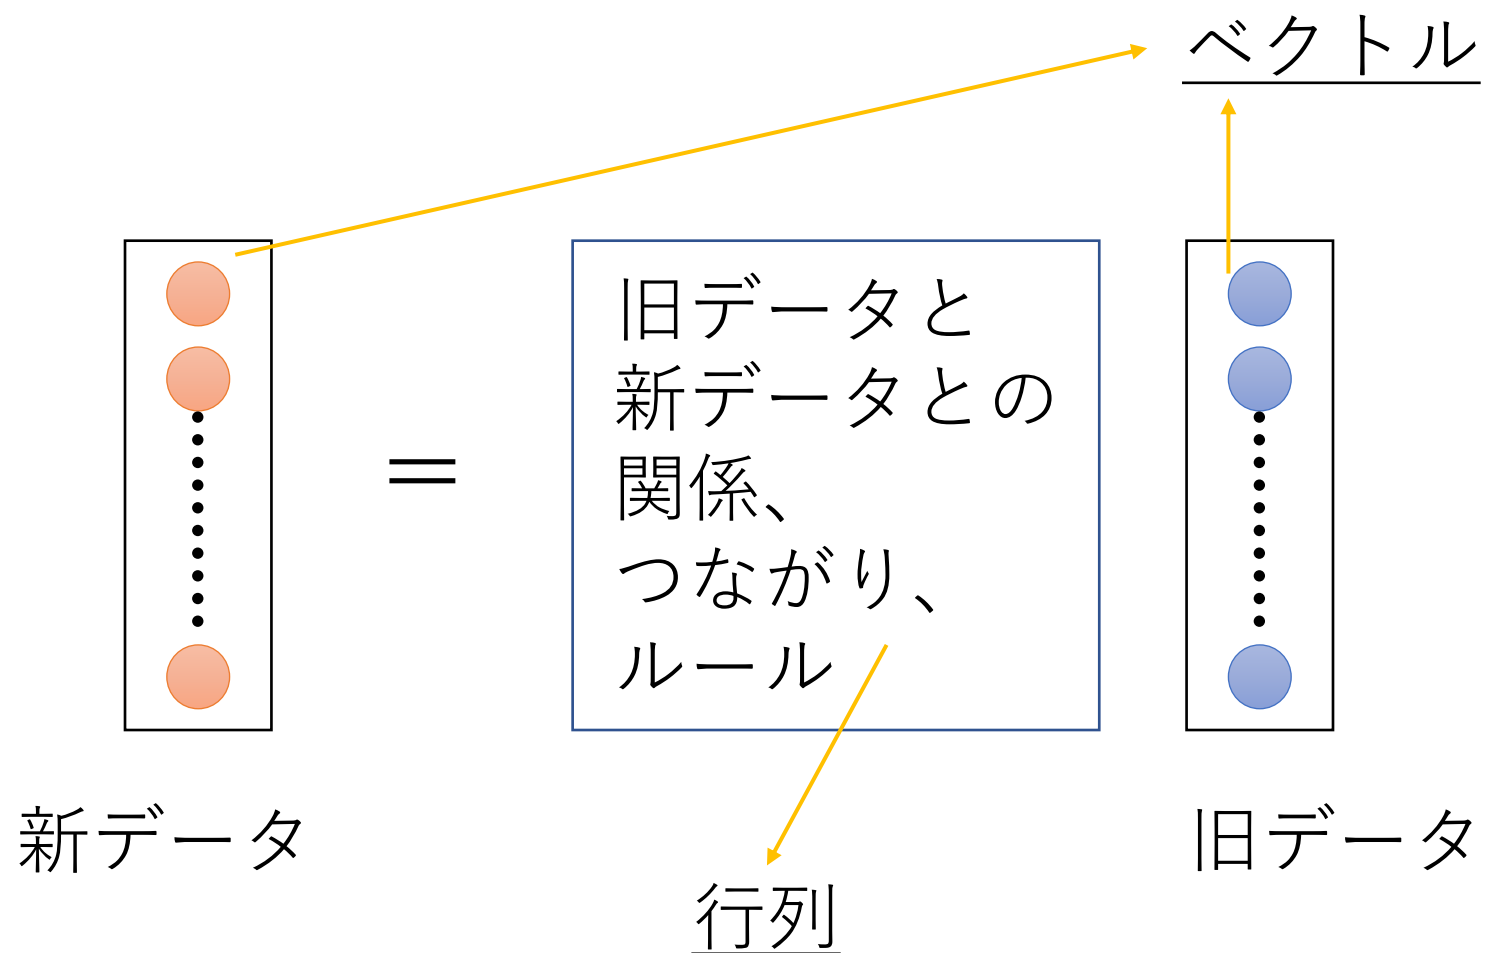 ベクトル
旧データと
新データとの
関係、
つながり、
ルール
=
新データ
旧データ
行列